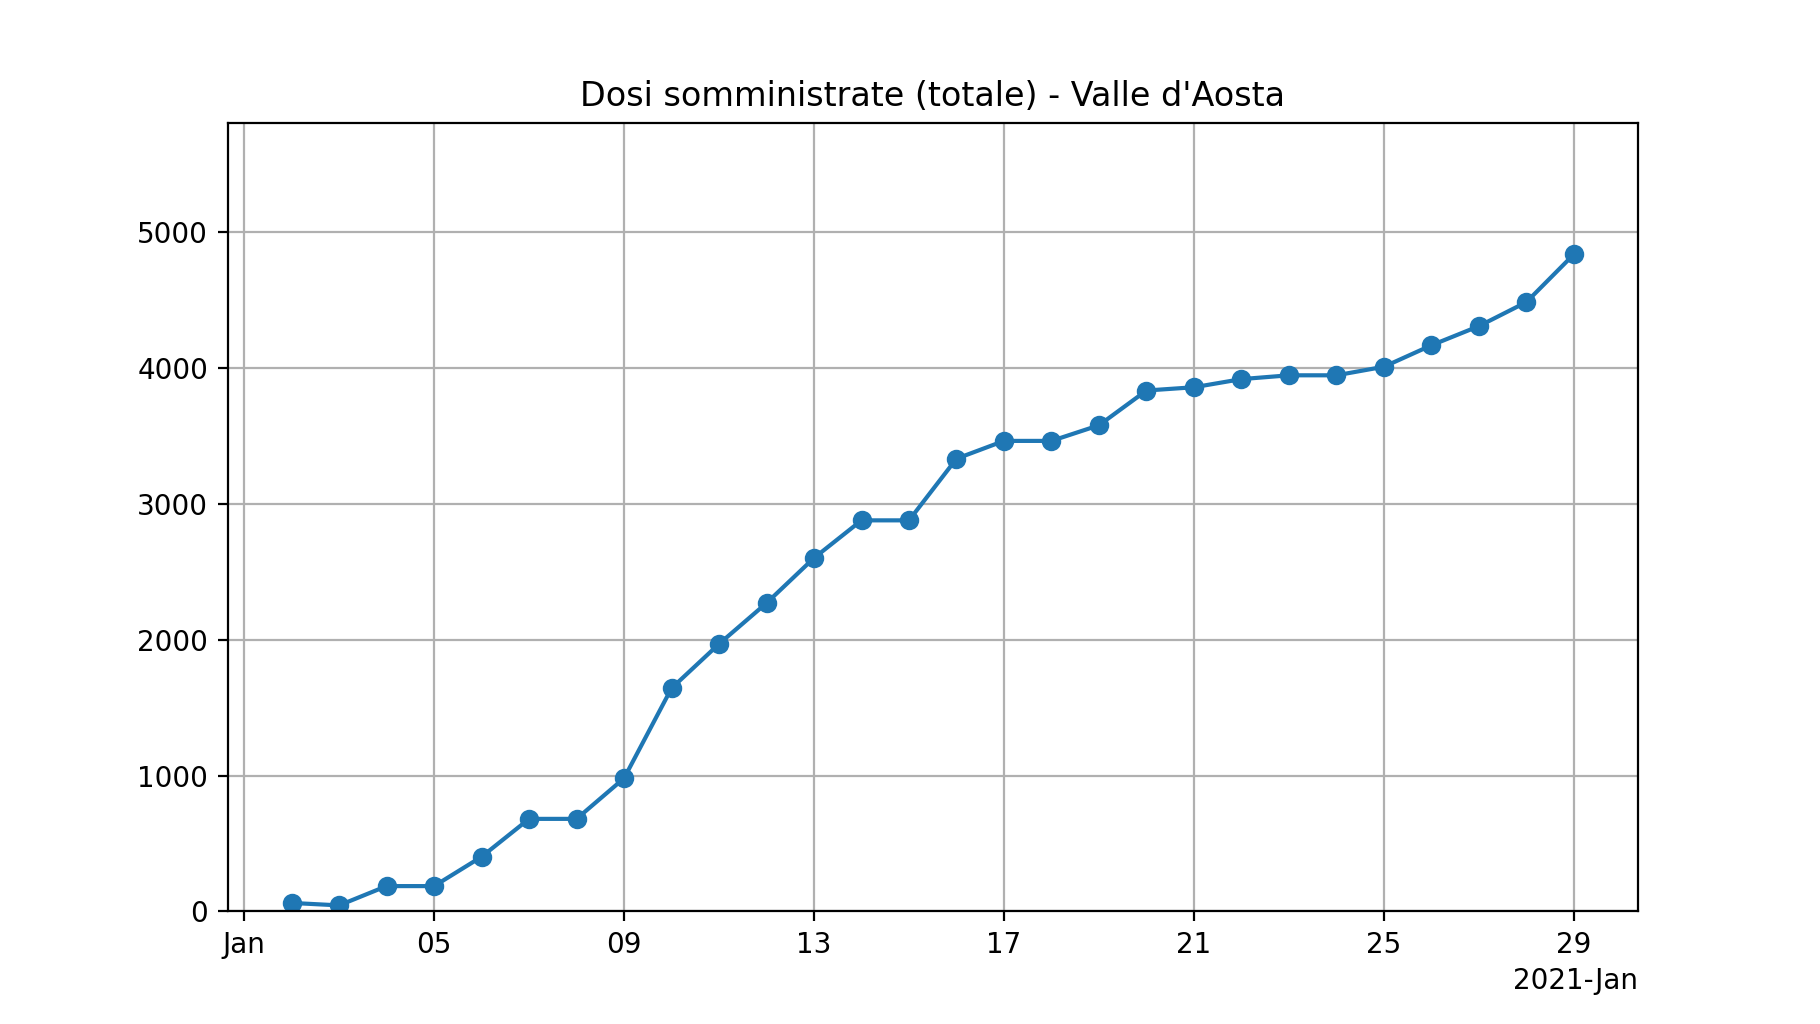 Dosi somministrate (totale) - Valle d'Aosta
5000
4000
3000
2000
1000
0
Jan 05 09 13 17 21 25 29
2021-Jan